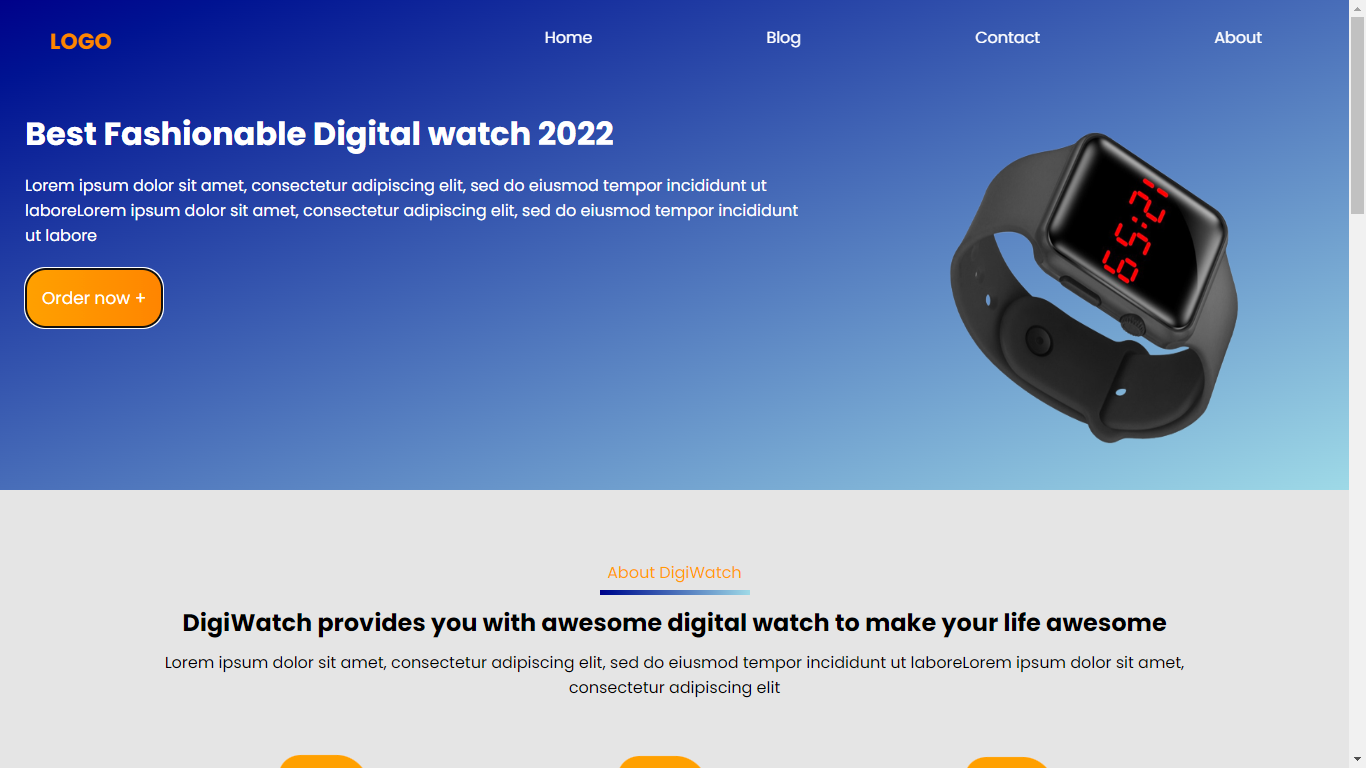 LOGO
Home
Blog
Contact
About
Best Fashionable Digital watch 2022
Lorem ipsum dolor sit amet, consectetur adipiscing elit, sed do eiusmod tempor incididunt ut
laboreLorem ipsum dolor sit amet, consectetur adipiscing elit, sed do eiusmod tempor incididunt
ut labore
Order now +
12:59
About DigiWatch
DigiWatch provides you with awesome digital watch to make your life awesome
Lorem ipsum dolor sit amet, consectetur adipiscing elit, sed do eiusmod tempor incididunt ut laboreLorem ipsum dolor sit amet,
consectetur adipiscing elit